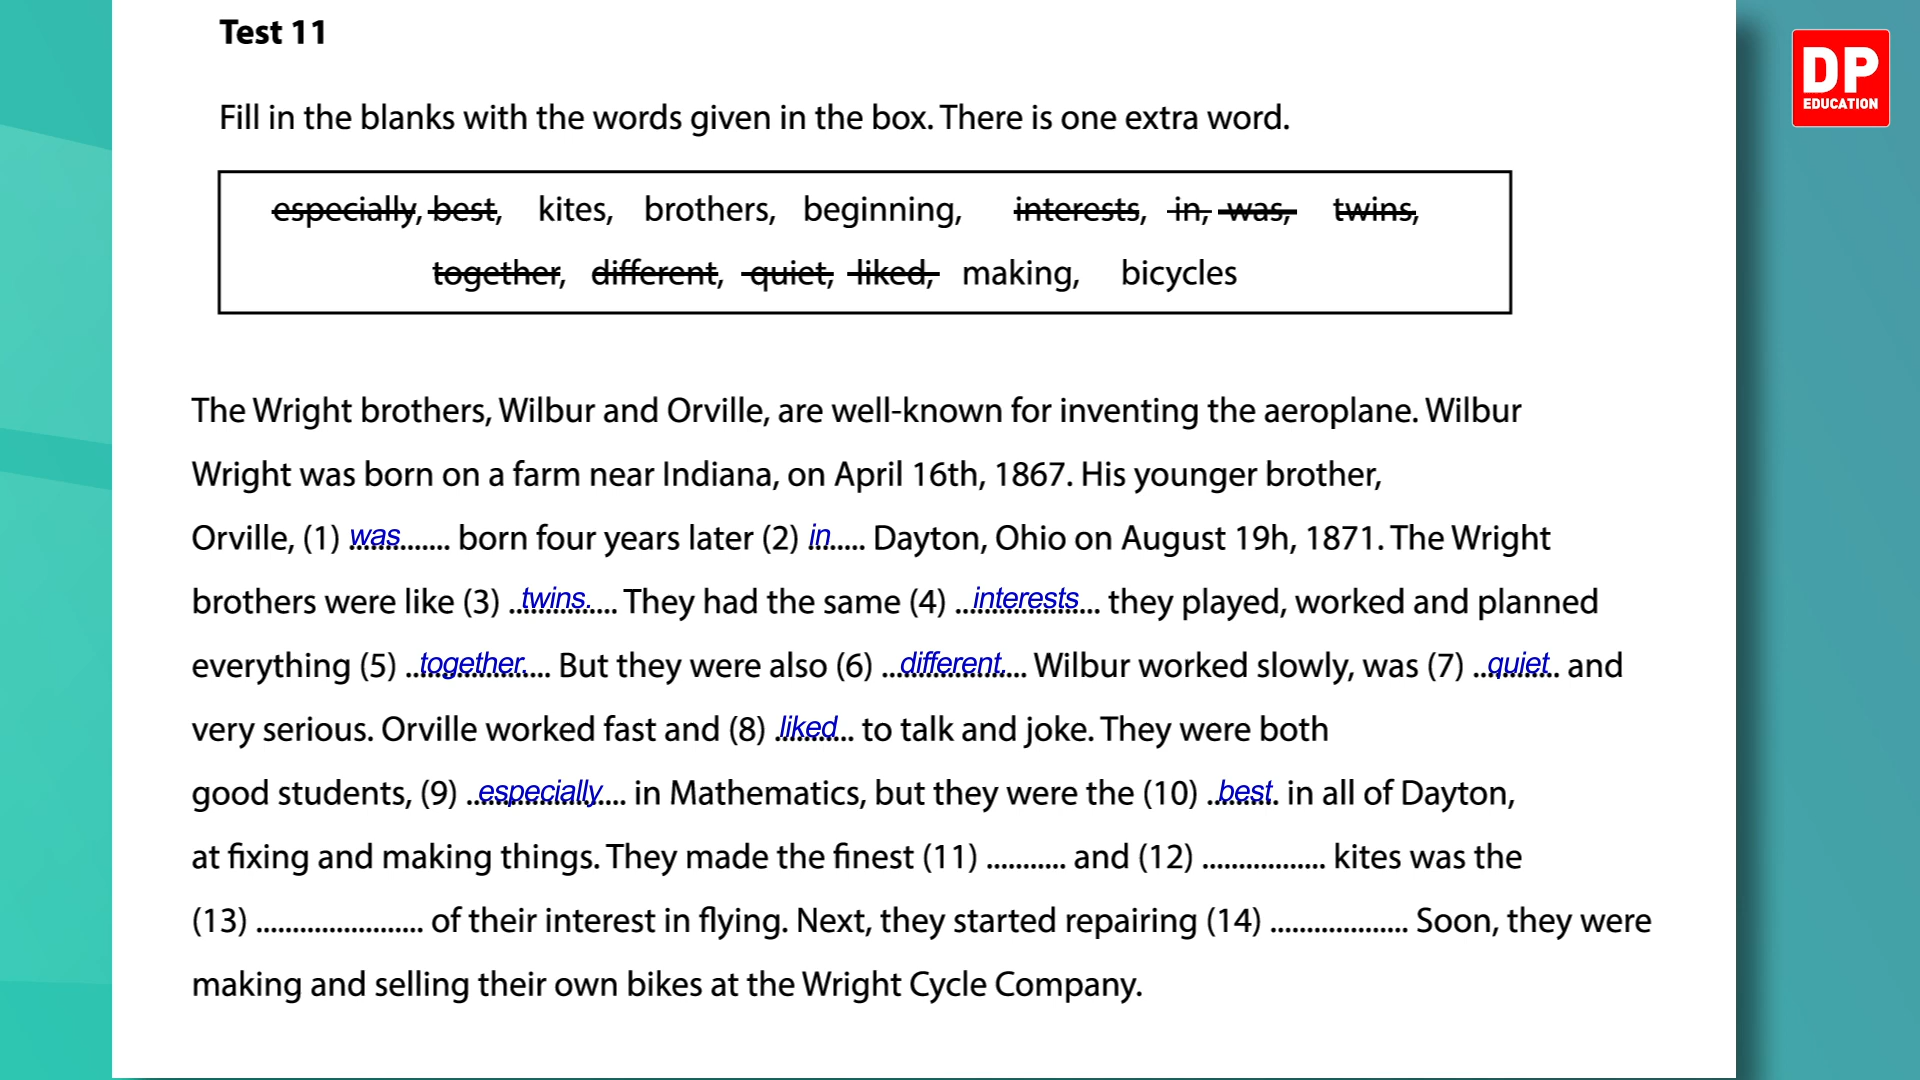 Test 11
DP
EDUCATION
Fill in the blanks with the words given in the box. There is one extra word.
especially, best, kites, brothers, beginning, interests, in, was, twins,
together, different, quiet, liked, making, bicycles
The Wright brothers, Wilbur and Orville, are well-known for inventing the aeroplane. Wilbur
Wright was born on a farm near Indiana, on April 16th, 1867. His younger brother,
Orville, (1) was....... born four years later (2) in...... Dayton, Ohio on August 19h, 1871. The Wright
brothers were like (3) ..twins..... They had the same (4) ..interests... they played, worked and planned
everything (5) ..together.... But they were also (6) ...different.... Wilbur worked slowly, was (7) ..quiet.. and
very serious. Orville worked fast and (8) .liked... to talk and joke. They were both
good students, (9) ..especially.... in Mathematics, but they were the (10) ..best. in all of Dayton,
at fixing and making things. They made the finest (11) ........... and (12) ................. kites was the
(13) ....................... of their interest in flying. Next, they started repairing (14) ................... Soon, they were
making and selling their own bikes at the Wright Cycle Company.